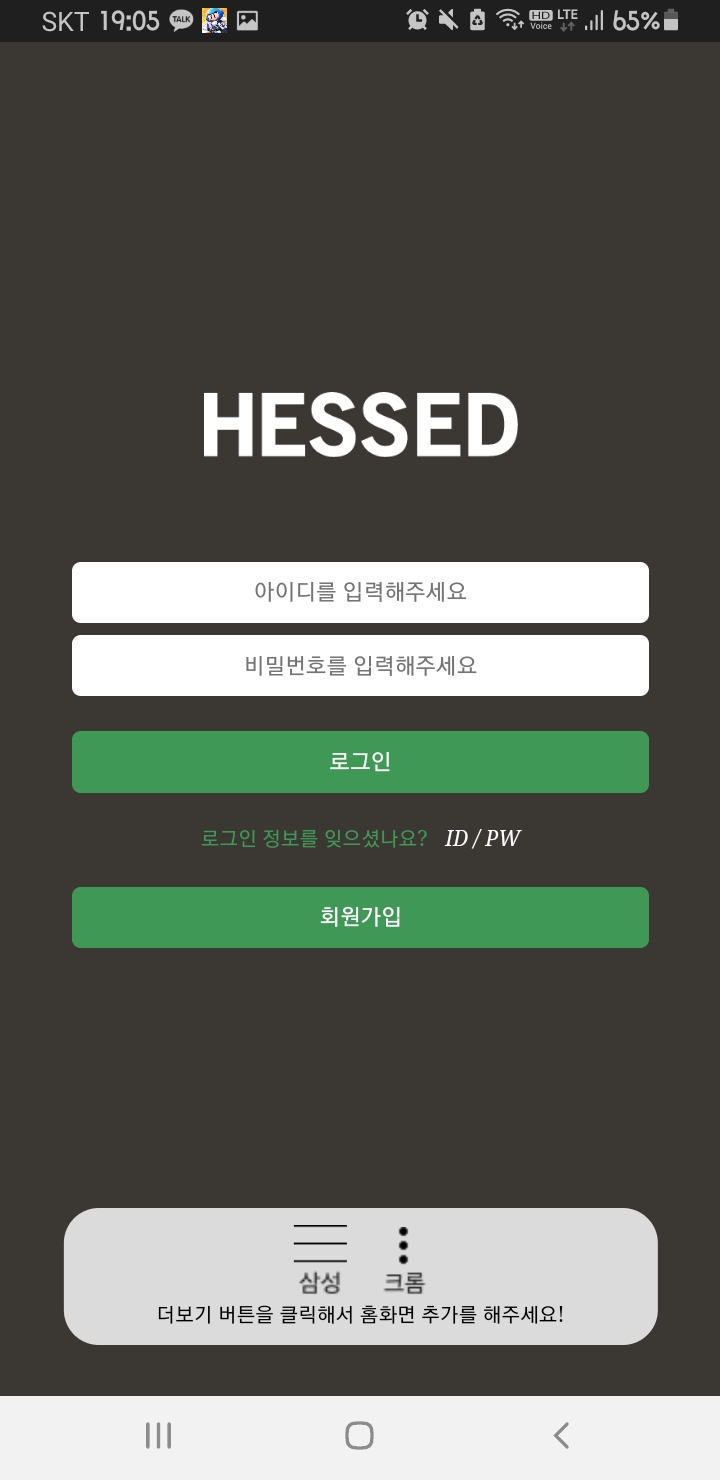 SKT 19:05 TALK HD Voice LTE 65%
HESSED
아이디를 입력해주세요
비밀번호를 입력해주세요
로그인
로그인 정보를 잊으셨나요? ID / PW
회원가입
삼성 크롬
더보기 버튼을 클릭해서 홈화면 추가를 해주세요!